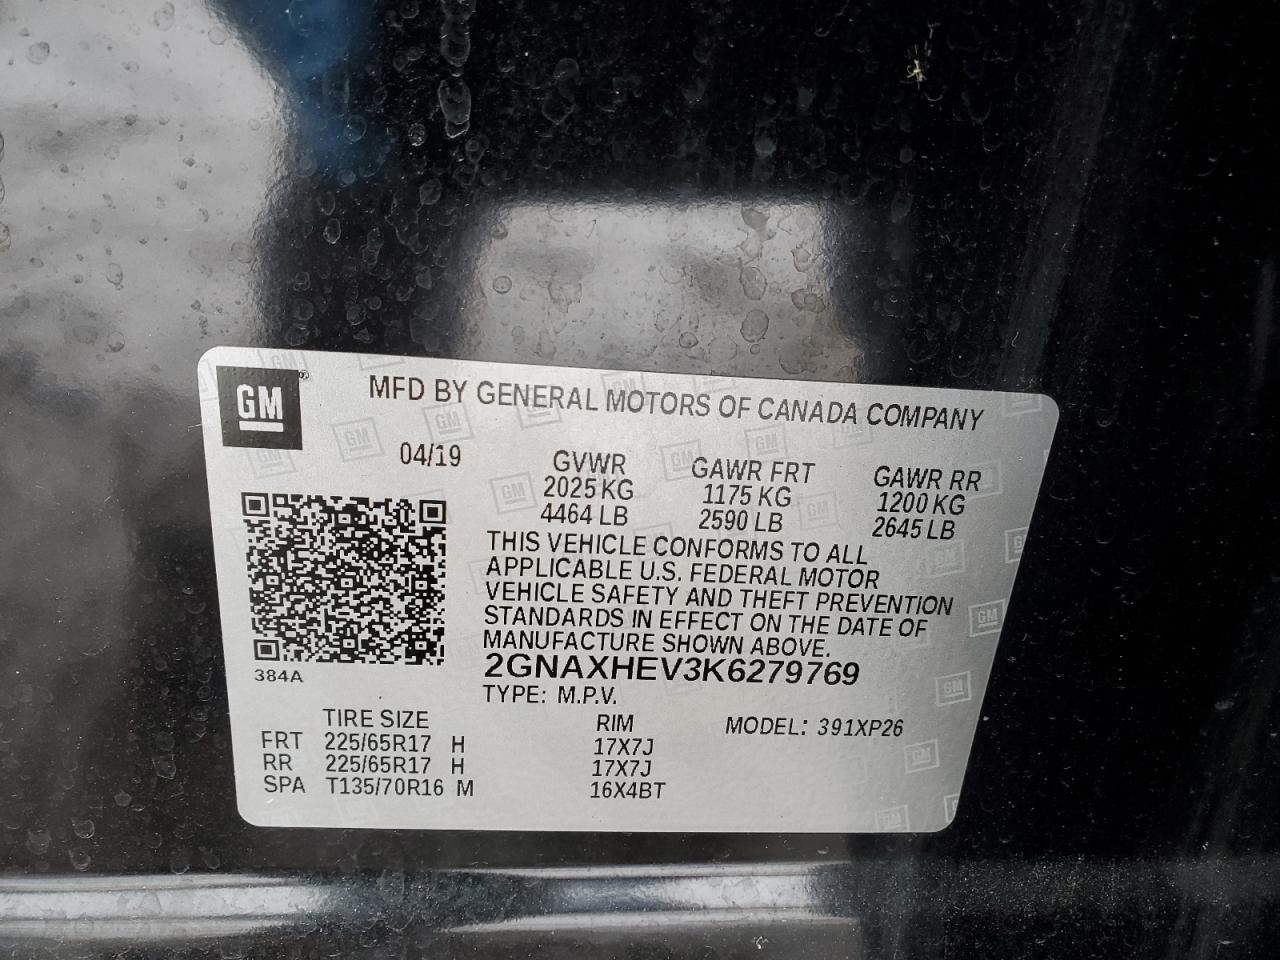 GM
MFD BY GENERAL MOTORS OF CANADA COMPANY
04/19
GVWR GAWR FRT GAWR RR
2025 KG 1175 KG 1200 KG
4464 LB 2590 LB 2645 LB
THIS VEHICLE CONFORMS TO ALL
APPLICABLE U.S. FEDERAL MOTOR
VEHICLE SAFETY AND THEFT PREVENTION
STANDARDS IN EFFECT ON THE DATE OF
MANUFACTURE SHOWN ABOVE.
2GNAXHEV3K6279769
384A
TYPE: M.P.V.
TIRE SIZE RIM MODEL: 391XP26
FRT 225/65R17 H 17X7J
RR 225/65R17 H 17X7J
SPA T135/70R16 M 16X4BT